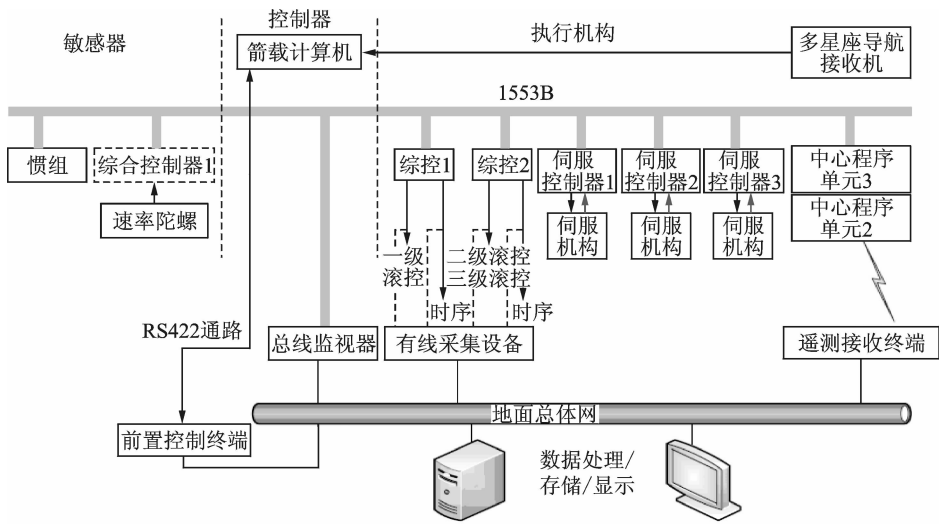 敏感器
控制器
箭载计算机
执行机构
多星座导航
接收机
1553B
惯组
综合控制器1
速率陀螺
综控1
综控2
伺服
控制器1
伺服
控制器2
伺服
控制器3
伺服
机构
伺服
机构
伺服
机构
中心程序
单元3
中心程序
单元2
一级
滚控
时序
二级滚控
三级滚控
时序
RS422通路
总线监视器
有线采集设备
遥测接收终端
地面总体网
前置控制终端
数据处理/
存储/显示